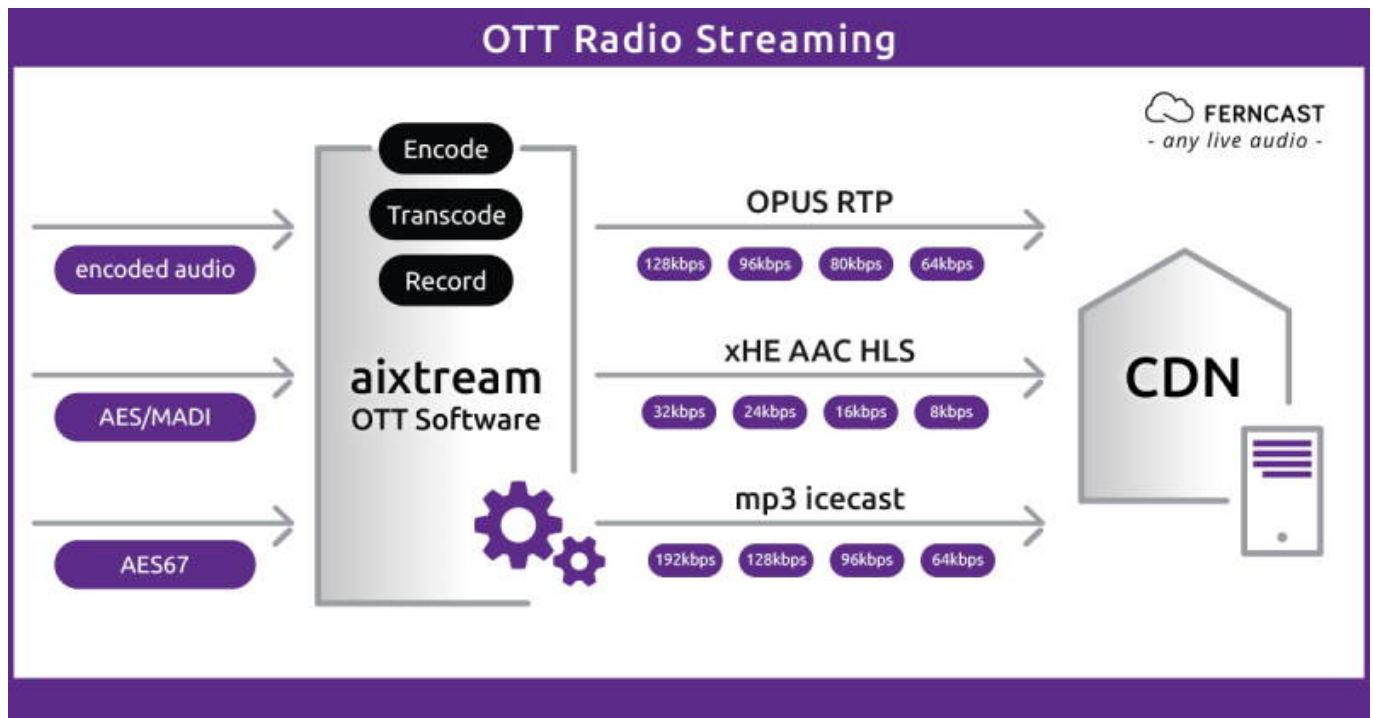 OTT Radio Streaming
FERNCAST
- any live audio -
Encode
Transcode
Record
aixtream
OTT Software
encoded audio
AES/MADI
AES67
OPUS RTP
128kbps 96kbps 80kbps 64kbps
xHE AAC HLS
32kbps 24kbps 16kbps 8kbps
mp3 icecast
192kbps 128kbps 96kbps 64kbps
CDN